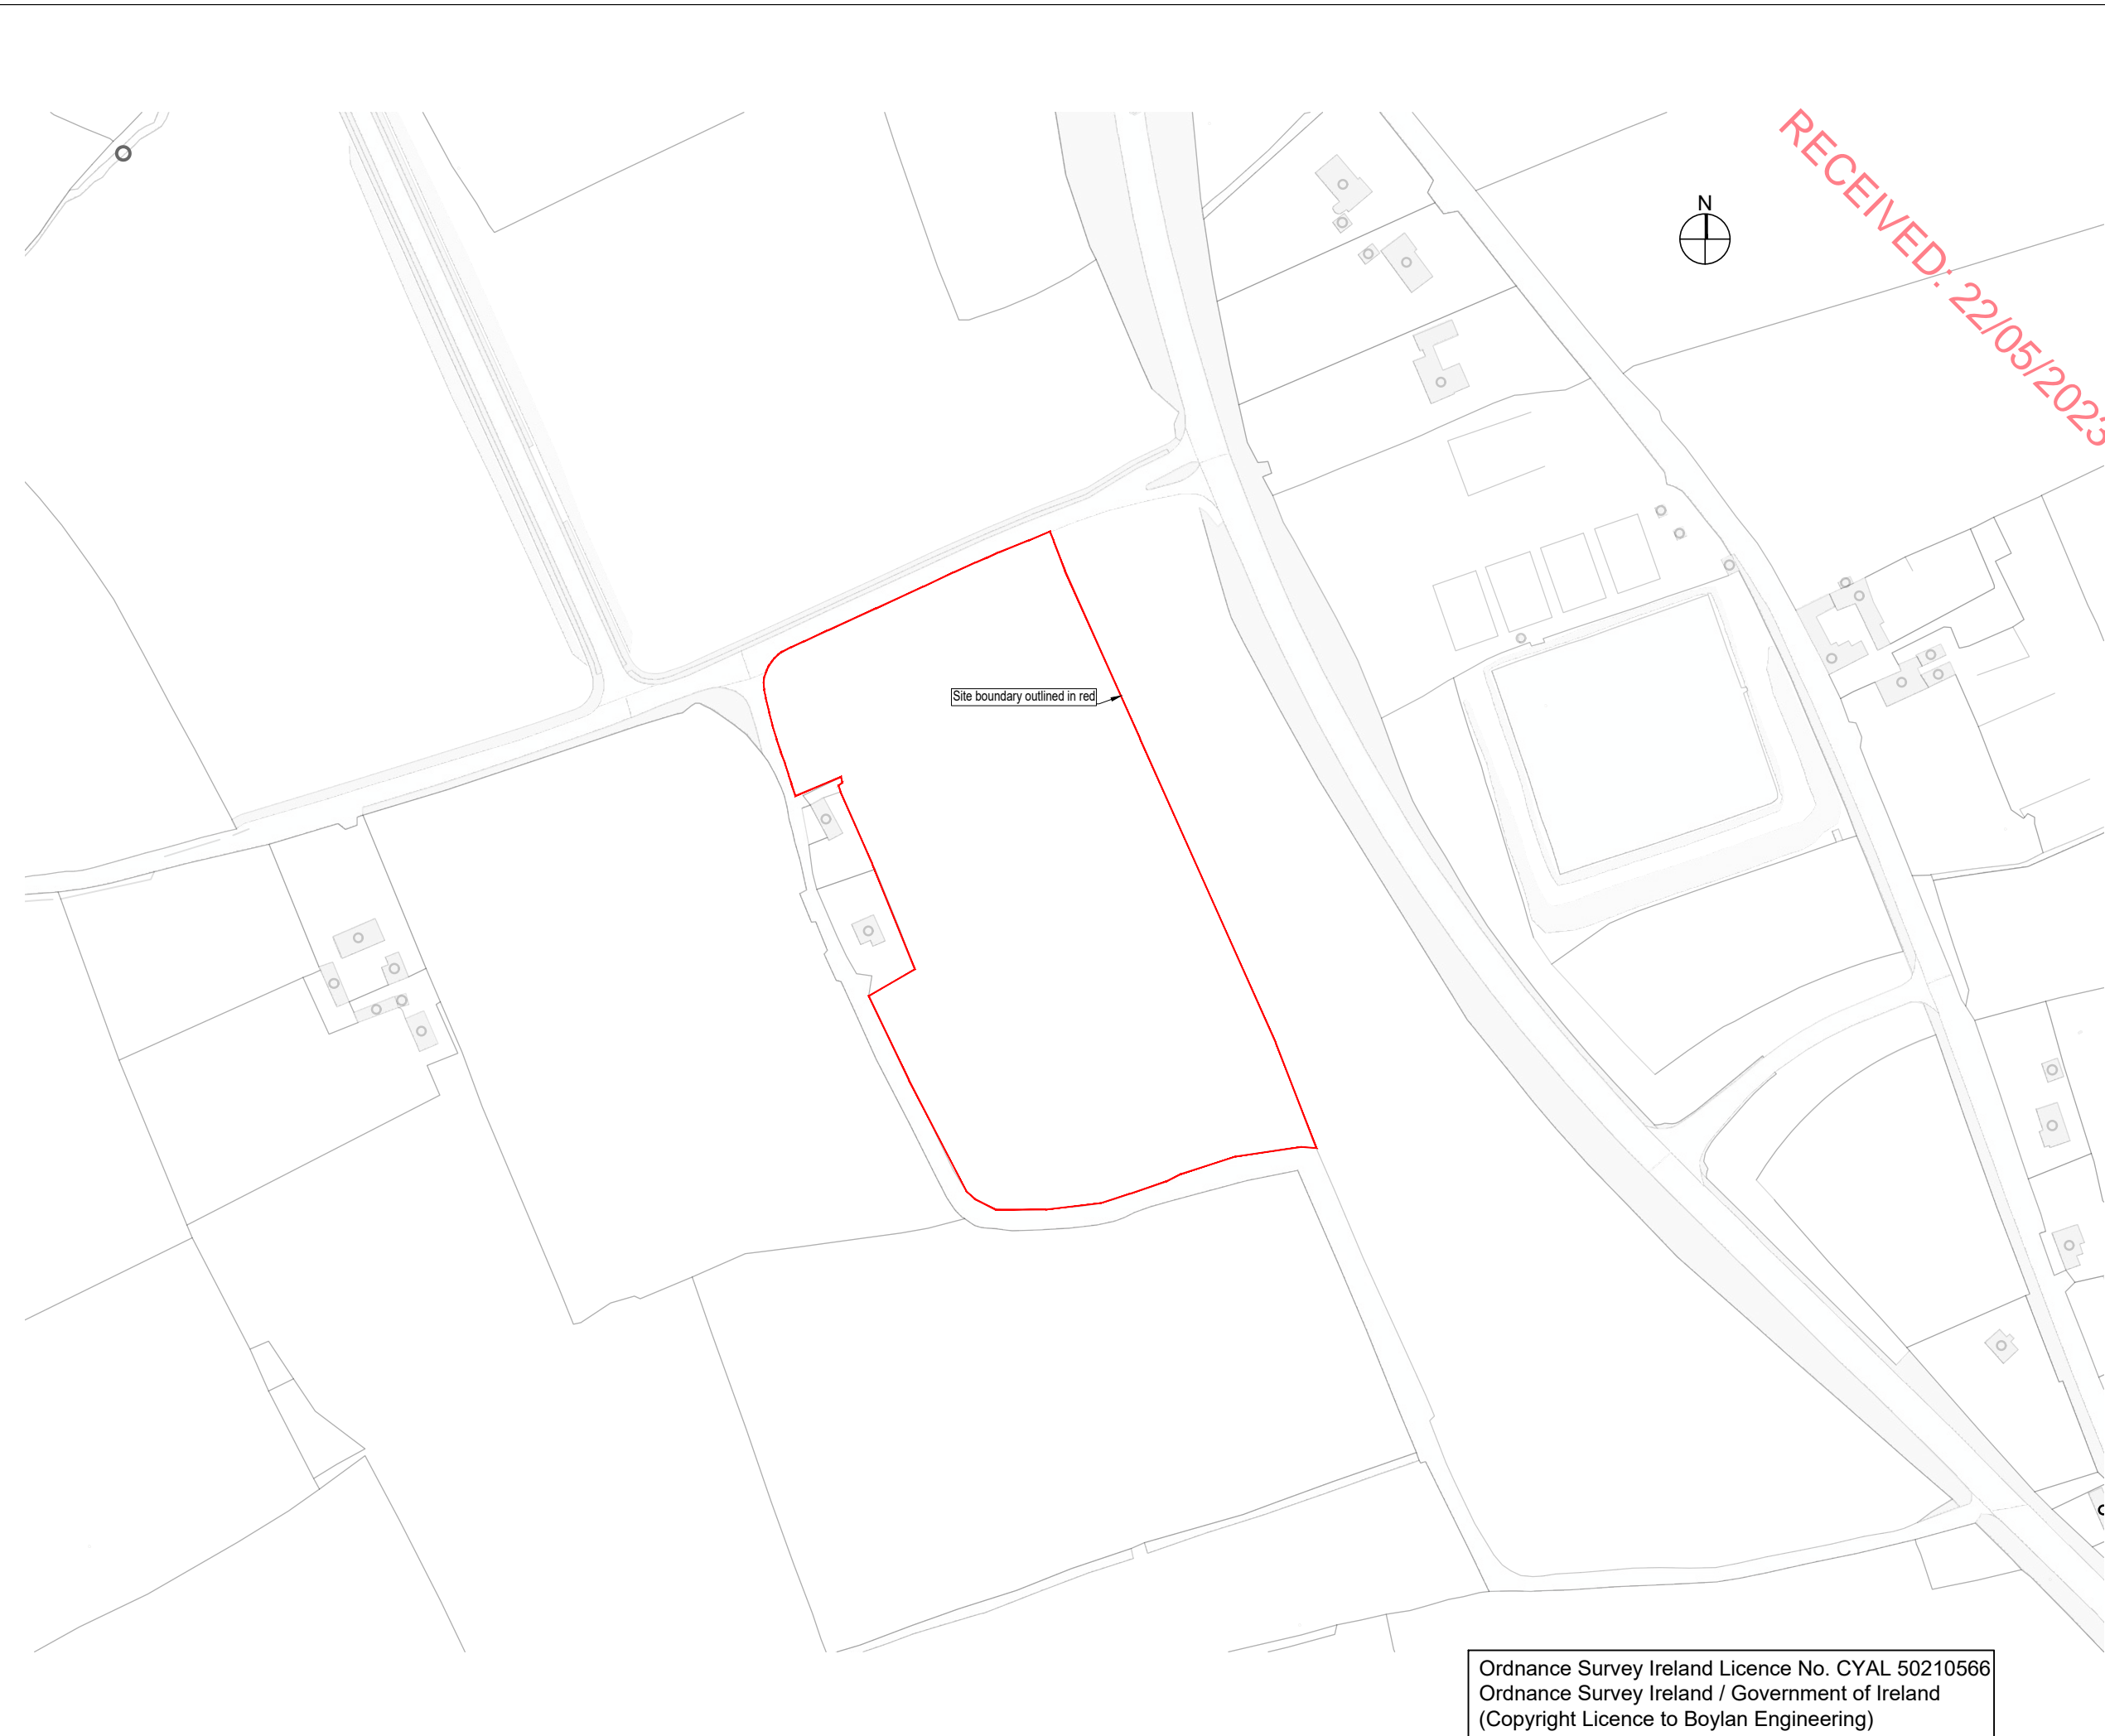 N
RECEIVED: 22/05/2023
Site boundary outlined in red
Ordnance Survey Ireland Licence No. CYAL 50210566
Ordnance Survey Ireland / Government of Ireland
(Copyright Licence to Boylan Engineering)